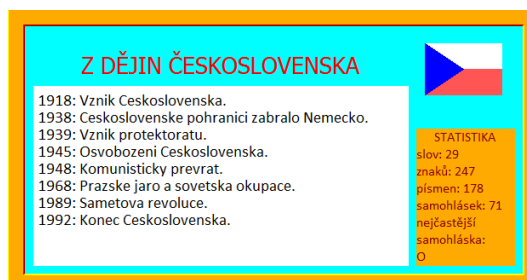 Z DĚJIN ČESKOSLOVENSKA
1918: Vznik Ceskoslovenska.
1938: Ceskoslovenske pohranici zabralo Nemecko.
1939: Vznik protektoratu.
1945: Osvobozeni Ceskoslovenska.
1948: Komunisticky prevrat.
1968: Prazske jaro a sovetska okupace.
1989: Sametova revoluce.
1992: Konec Ceskoslovenska.
STATISTIKA
slov: 29
znaků: 247
písmen: 178
samohlásek: 71
nejčastější
samohláska:
O